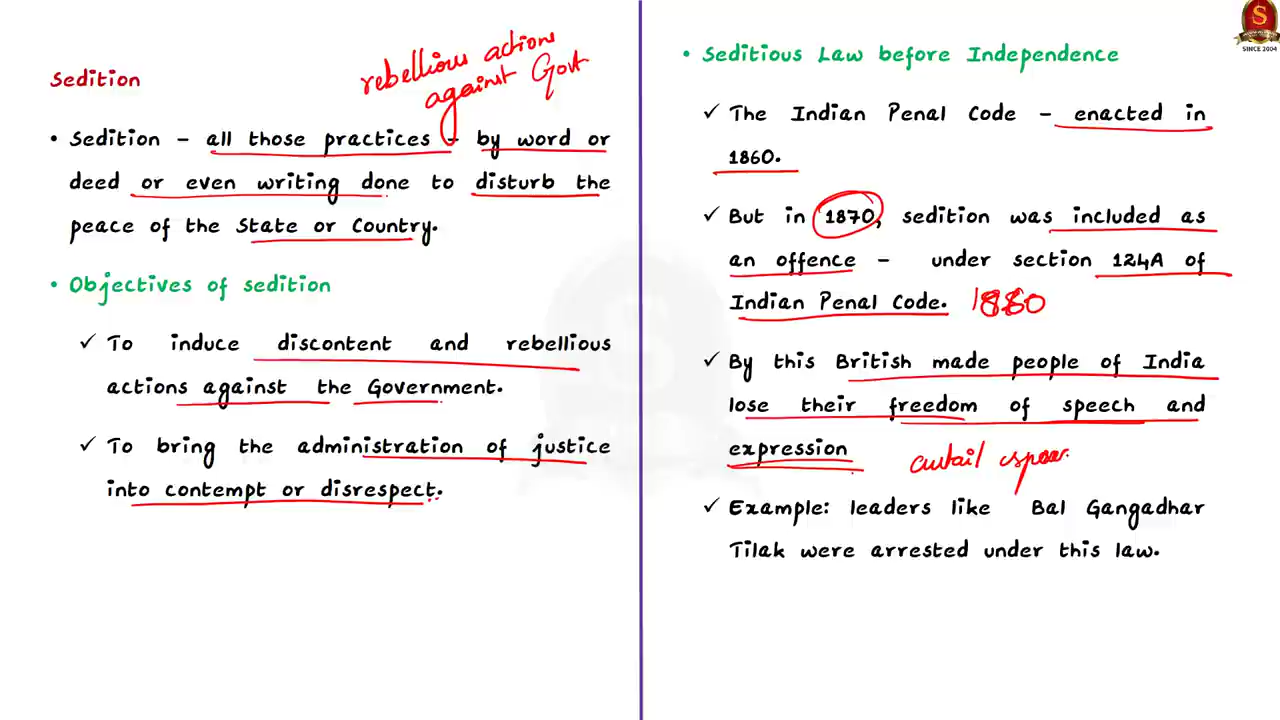 Sedition
rebellious actions
against Govt
• Sedition – all those practices – by word or
deed or even writing done to disturb the
peace of the State or Country.
• Objectives of sedition
✓ To induce discontent and rebellious
actions against the Government.
✓ To bring the administration of justice
into contempt or disrespect.
S
SINCE 2004
• Seditious Law before Independence
✓ The Indian Penal Code – enacted in
1860.
✓ But in 1870, sedition was included as
an offence – under section 124A of
Indian Penal Code.
✓ By this British made people of India
lose their freedom of speech and
expression
curtail
✓ Example: leaders like Bal Gangadhar
Tilak were arrested under this law.